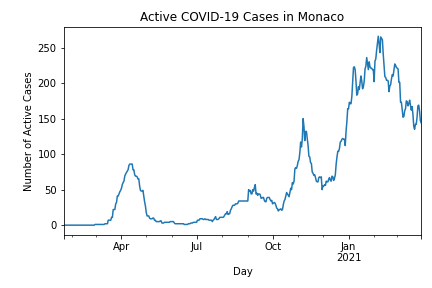 Active COVID-19 Cases in Monaco
Number of Active Cases
250
200
150
100
50
0
Apr
Jul
Oct
Jan
2021
Day